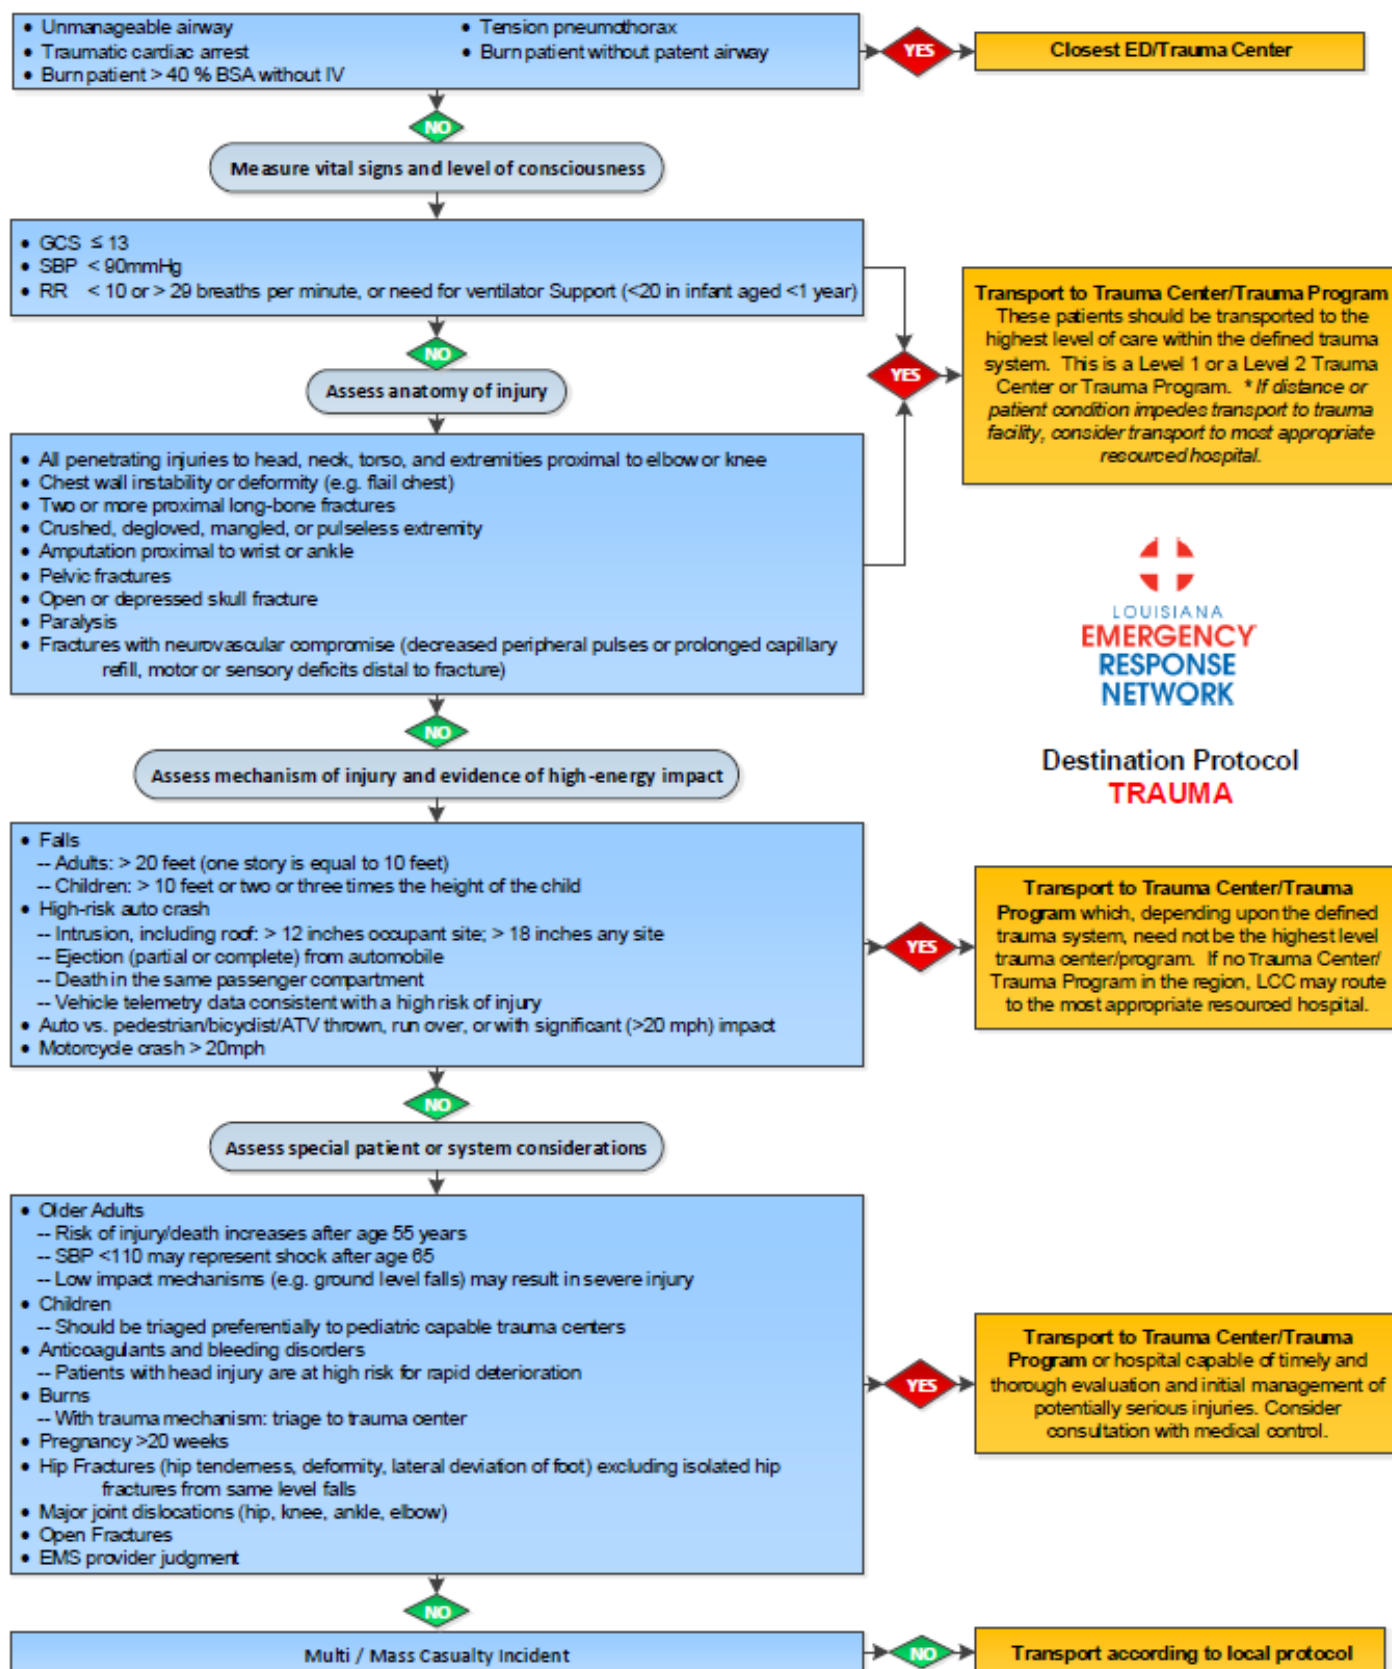 • Unmanageable airway
• Traumatic cardiac arrest
• Burn patient > 40 % BSA without IV
• Tension pneumothorax
• Burn patient without patent airway
YES
Closest ED/Trauma Center
NO
Measure vital signs and level of consciousness
• GCS ≤ 13
• SBP < 90mmHg
• RR < 10 or > 29 breaths per minute, or need for ventilator Support (<20 in infant aged <1 year)
YES
Transport to Trauma Center/Trauma Program
These patients should be transported to the
highest level of care within the defined trauma
system. This is a Level 1 or a Level 2 Trauma
Center or Trauma Program. * If distance or
patient condition impedes transport to trauma
facility, consider transport to most appropriate
resourced hospital.
NO
Assess anatomy of injury
• All penetrating injuries to head, neck, torso, and extremities proximal to elbow or knee
• Chest wall instability or deformity (e.g. flail chest)
• Two or more proximal long-bone fractures
• Crushed, degloved, mangled, or pulseless extremity
• Amputation proximal to wrist or ankle
• Pelvic fractures
• Open or depressed skull fracture
• Paralysis
• Fractures with neurovascular compromise (decreased peripheral pulses or prolonged capillary
refill, motor or sensory deficits distal to fracture)
LOUISIANA
EMERGENCY
RESPONSE
NETWORK
Destination Protocol
TRAUMA
NO
Assess mechanism of injury and evidence of high-energy impact
• Falls
-- Adults: > 20 feet (one story is equal to 10 feet)
-- Children: > 10 feet or two or three times the height of the child
• High-risk auto crash
-- Intrusion, including roof: > 12 inches occupant site; > 18 inches any site
-- Ejection (partial or complete) from automobile
-- Death in the same passenger compartment
-- Vehicle telemetry data consistent with a high risk of injury
• Auto vs. pedestrian/bicyclist/ATV thrown, run over, or with significant (>20 mph) impact
• Motorcycle crash > 20mph
YES
Transport to Trauma Center/Trauma
Program which, depending upon the defined
trauma system, need not be the highest level
trauma center/program. If no Trauma Center/
Trauma Program in the region, LCC may route
to the most appropriate resourced hospital.
NO
Assess special patient or system considerations
• Older Adults
-- Risk of injury/death increases after age 55 years
-- SBP <110 may represent shock after age 65
-- Low impact mechanisms (e.g. ground level falls) may result in severe injury
• Children
-- Should be triaged preferentially to pediatric capable trauma centers
• Anticoagulants and bleeding disorders
-- Patients with head injury are at high risk for rapid deterioration
• Burns
-- With trauma mechanism: triage to trauma center
• Pregnancy >20 weeks
• Hip Fractures (hip tenderness, deformity, lateral deviation of foot) excluding isolated hip
fractures from same level falls
• Major joint dislocations (hip, knee, ankle, elbow)
• Open Fractures
• EMS provider judgment
YES
Transport to Trauma Center/Trauma
Program or hospital capable of timely and
thorough evaluation and initial management of
potentially serious injuries. Consider
consultation with medical control.
NO
Multi / Mass Casualty Incident
NO
Transport according to local protocol